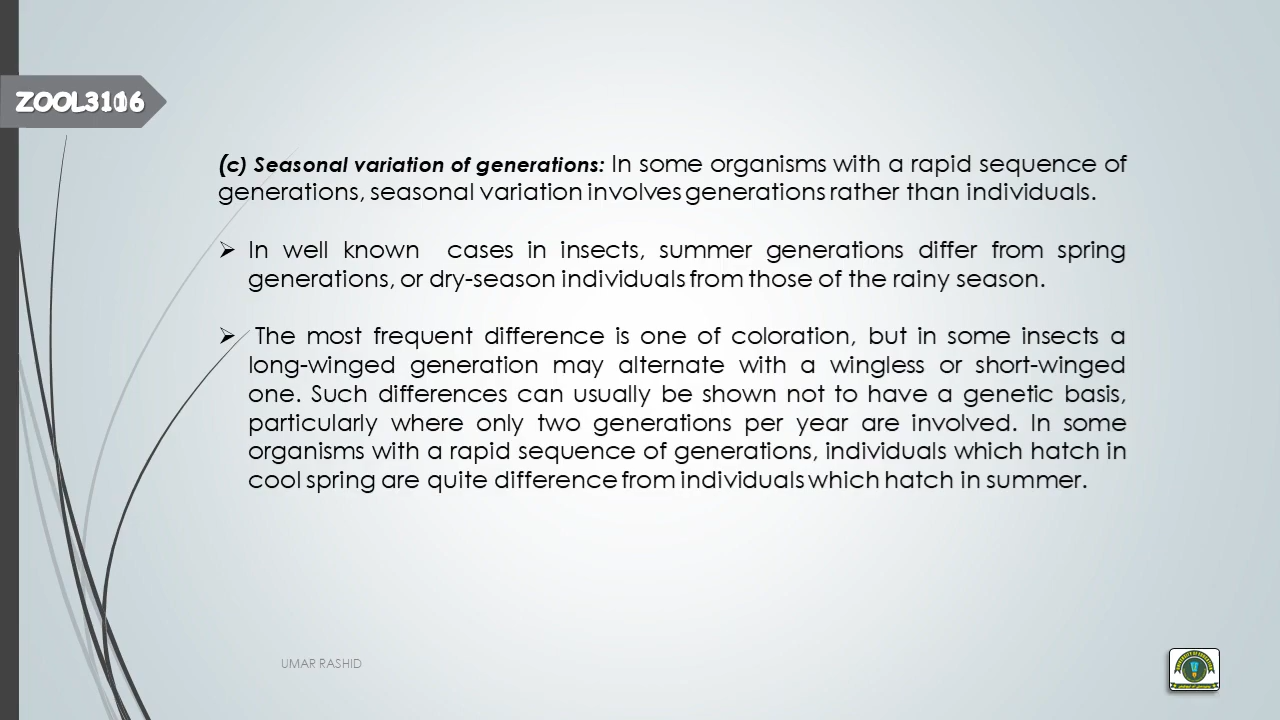 (c) Seasonal variation of generations: In some organisms with a rapid sequence of
generations, seasonal variation involves generations rather than individuals.
➢ In well known cases in insects, summer generations differ from spring
generations, or dry-season individuals from those of the rainy season.
➢ The most frequent difference is one of coloration, but in some insects a
long-winged generation may alternate with a wingless or short-winged
one. Such differences can usually be shown not to have a genetic basis,
particularly where only two generations per year are involved. In some
organisms with a rapid sequence of generations, individuals which hatch in
cool spring are quite difference from individuals which hatch in summer.
UMAR RASHID